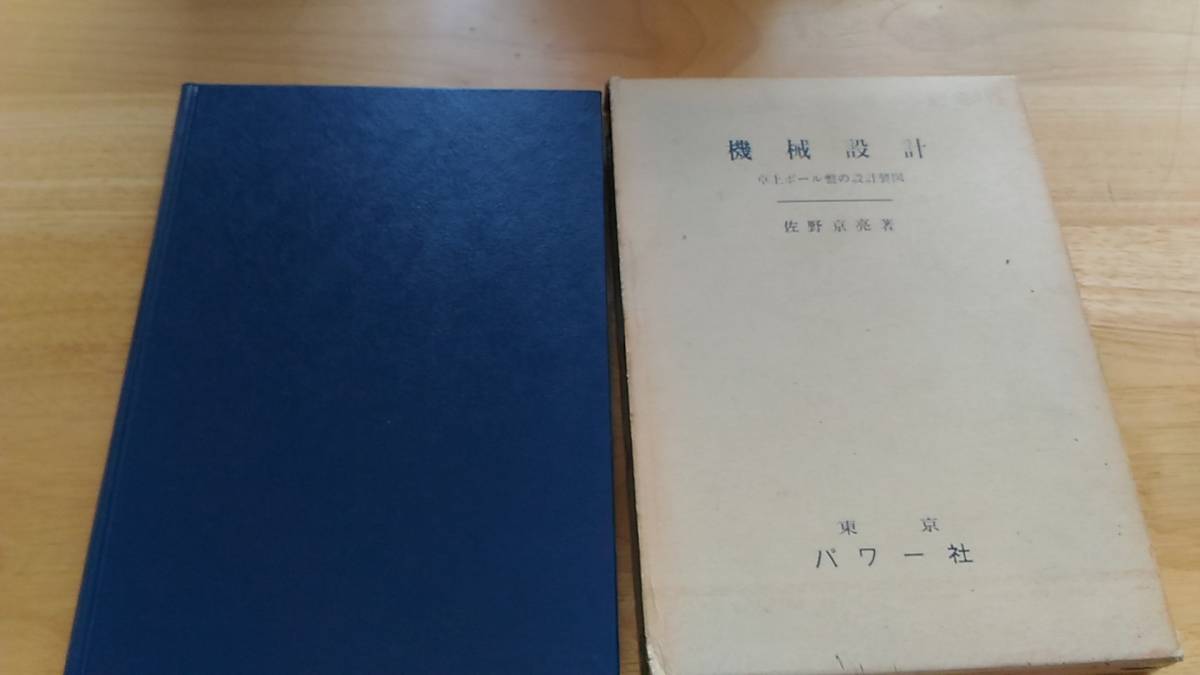 機械設計
卓上ボール盤の設計製図
佐野京亮著
東京
パワー社